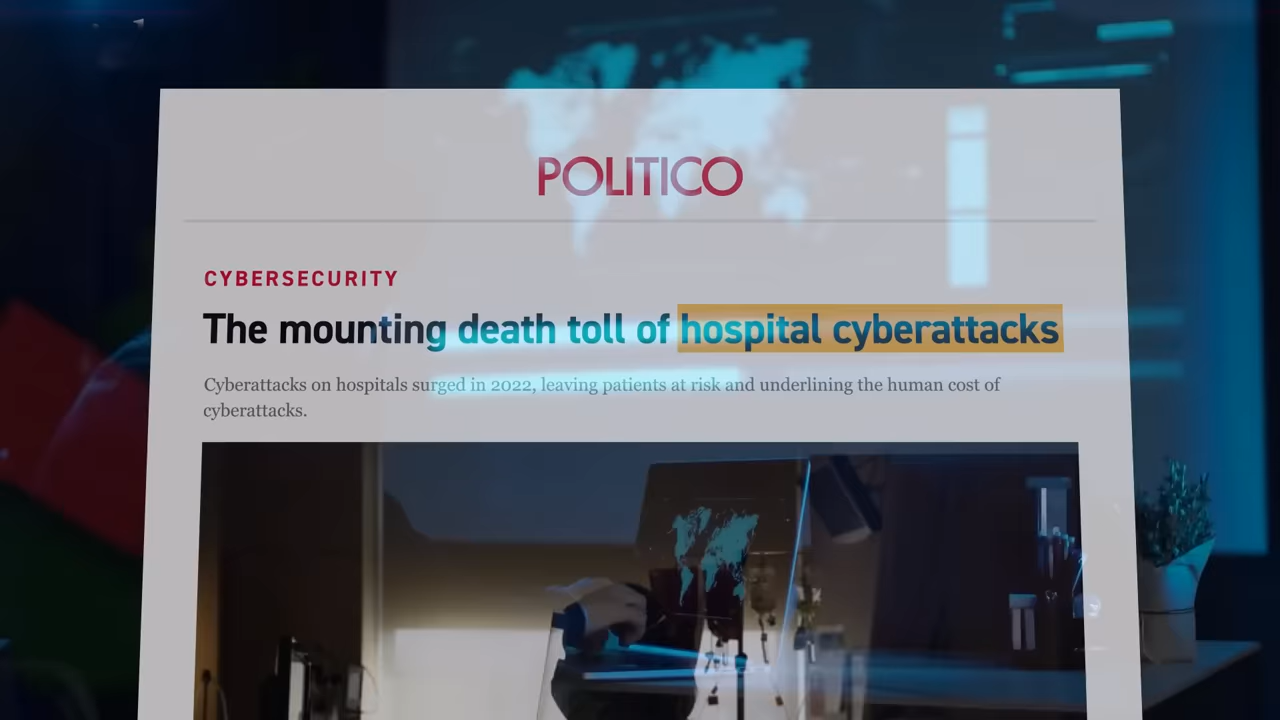 POLITICO
CYBERSECURITY
The mounting death toll of hospital cyberattacks
Cyberattacks on hospitals surged in 2022, leaving patients at risk and underlining the human cost of
cyberattacks.